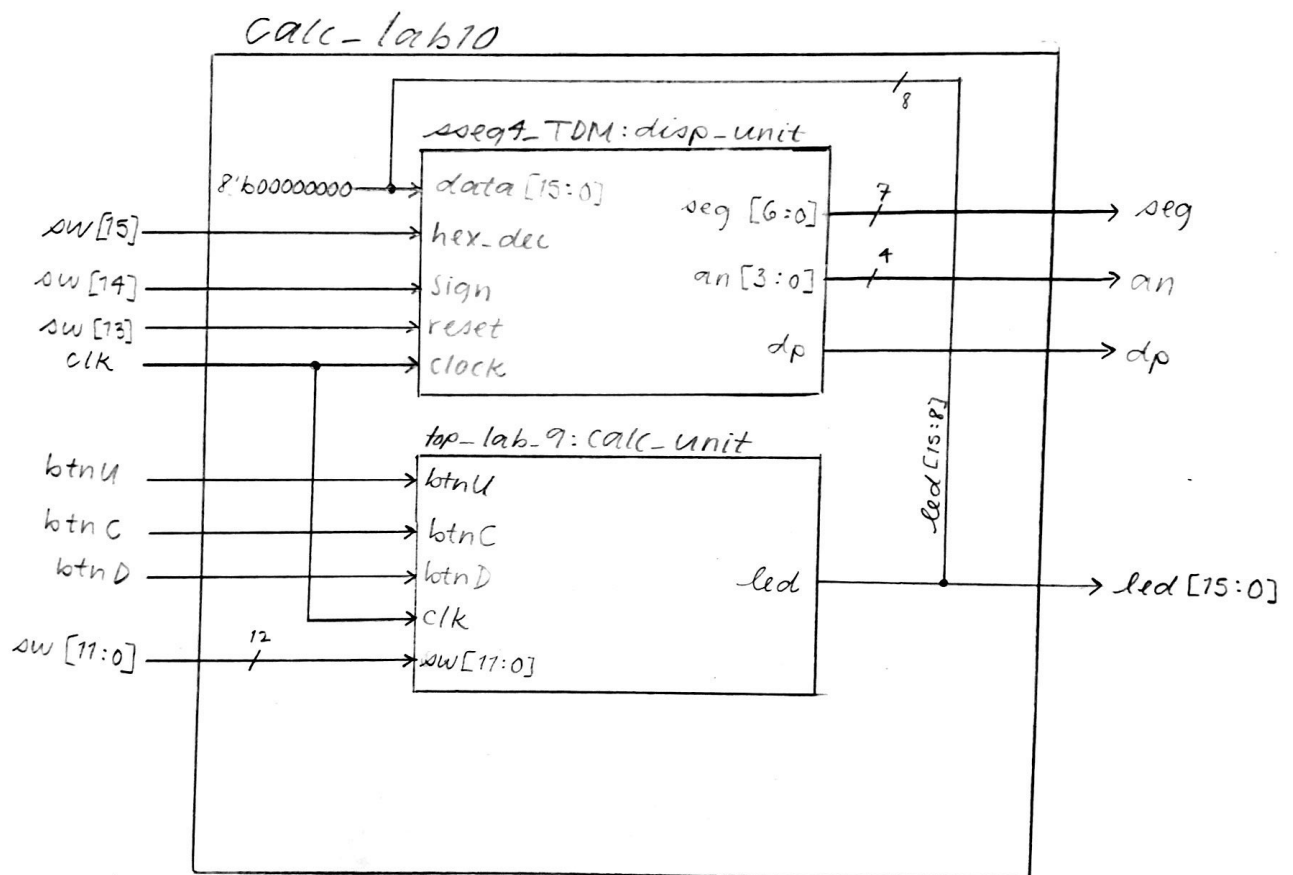 calc_lab10
8
sseg4_TDM:disp_unit
8'b00000000
data [15:0]
7
seg [6:0]
seg
sw[15]
hex_dec
4
an [3:0]
an
sw [14]
sign
sw [13]
reset
dp
dp
clk
clock
led [15:8]
top_lab_9:calc_unit
btnU
btnU
btnC
btnC
btnD
btnD
led
led [15:0]
clk
12
sw [11:0]
sw[11:0]